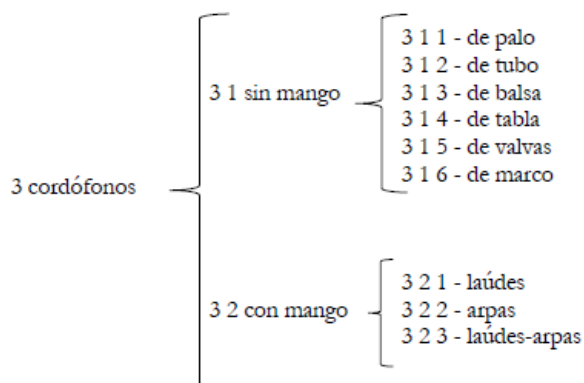 3 cordófonos
3 1 sin mango
3 1 1 - de palo
3 1 2 - de tubo
3 1 3 - de balsa
3 1 4 - de tabla
3 1 5 - de valvas
3 1 6 - de marco
3 2 con mango
3 2 1 - laúdes
3 2 2 - arpas
3 2 3 - laúdes-arpas